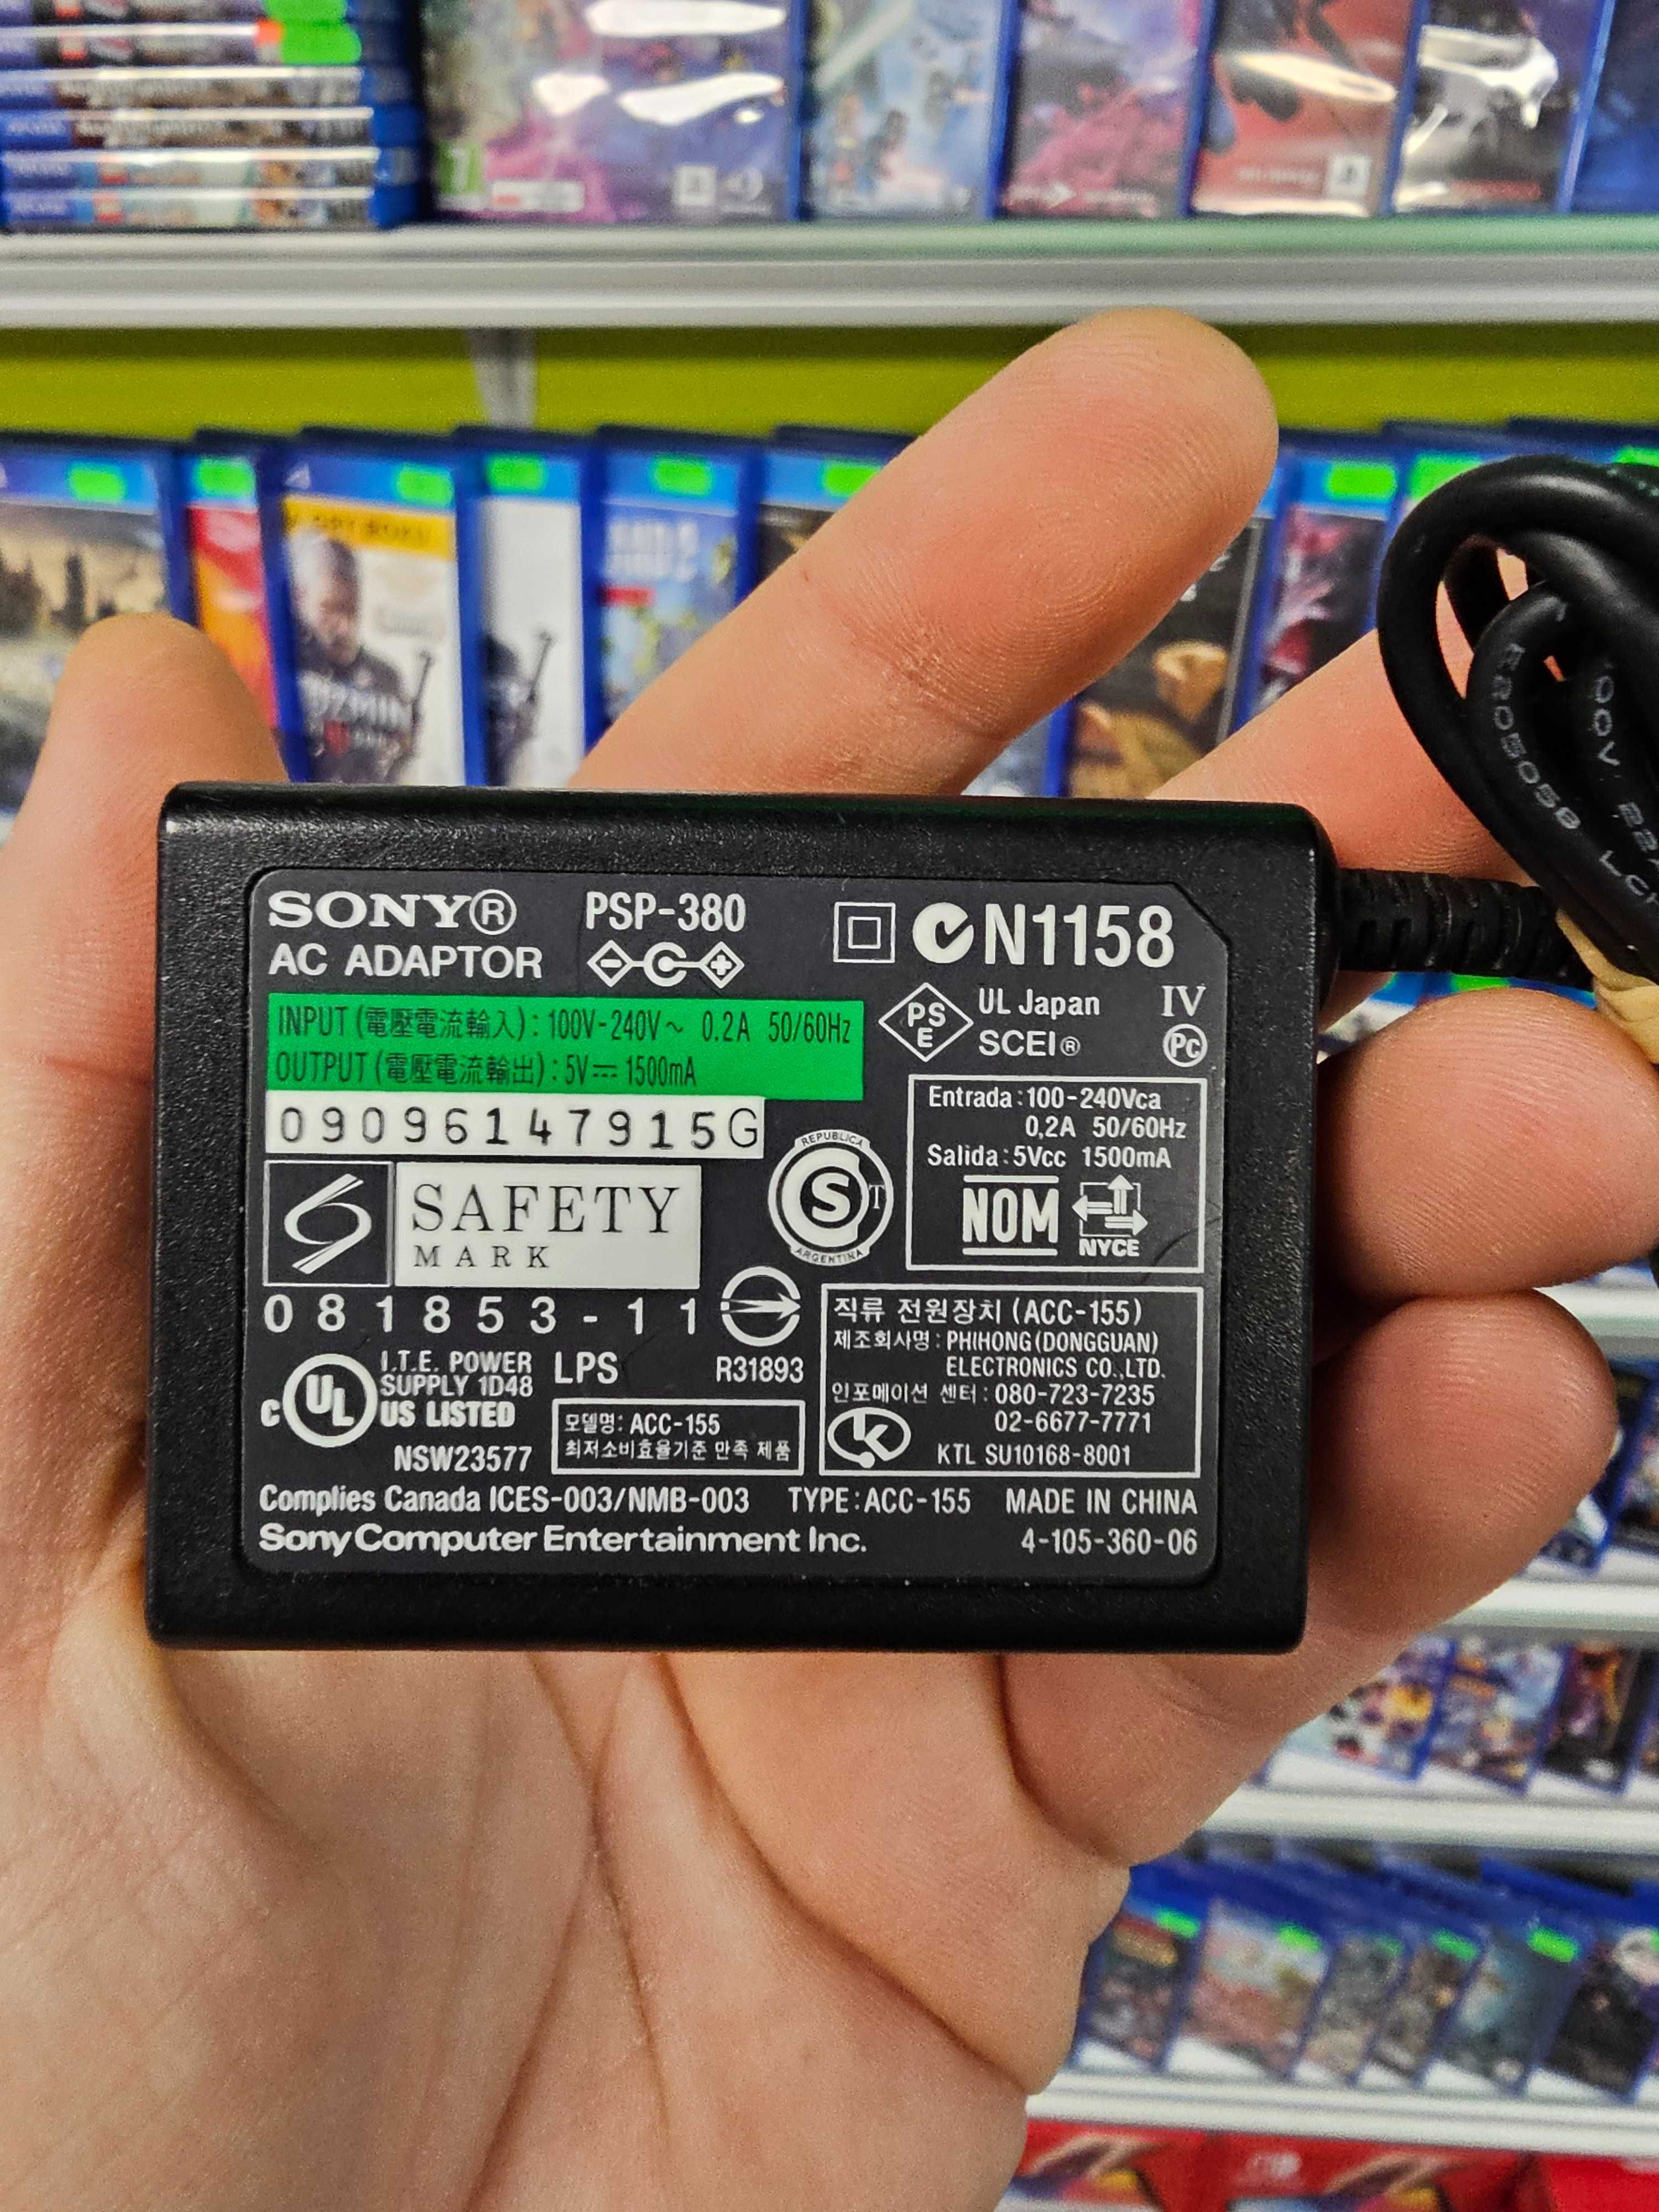 SONY®
AC ADAPTOR
PSP-380
N1158
INPUT (電壓電流輸入) : 100V-240V~ 0.2A 50/60Hz
OUTPUT (電壓電流輸出) : 5V⎓ 1500mA
PS
E
UL Japan
SCEI®
IV
Pc
09096147915G
Entrada:100-240Vca
0,2A 50/60Hz
Salida:5Vcc 1500mA
NOM
NYCE
REPUBLICA
S
T
ARGENTINA
SAFETY
MARK
081853-11
R31893
C UL
I.T.E. POWER
SUPPLY 1D48
US LISTED
LPS
NSW23577
모델명: ACC-155
최저소비효율기준 만족 제품
직류 전원장치 (ACC-155)
제조회사명 : PHIHONG (DONGGUAN)
ELECTRONICS CO.,LTD.
인포메이션 센터 : 080-723-7235
02-6677-7771
K
KTL SU10168-8001
Complies Canada ICES-003/NMB-003 TYPE:ACC-155 MADE IN CHINA
Sony Computer Entertainment Inc. 4-105-360-06